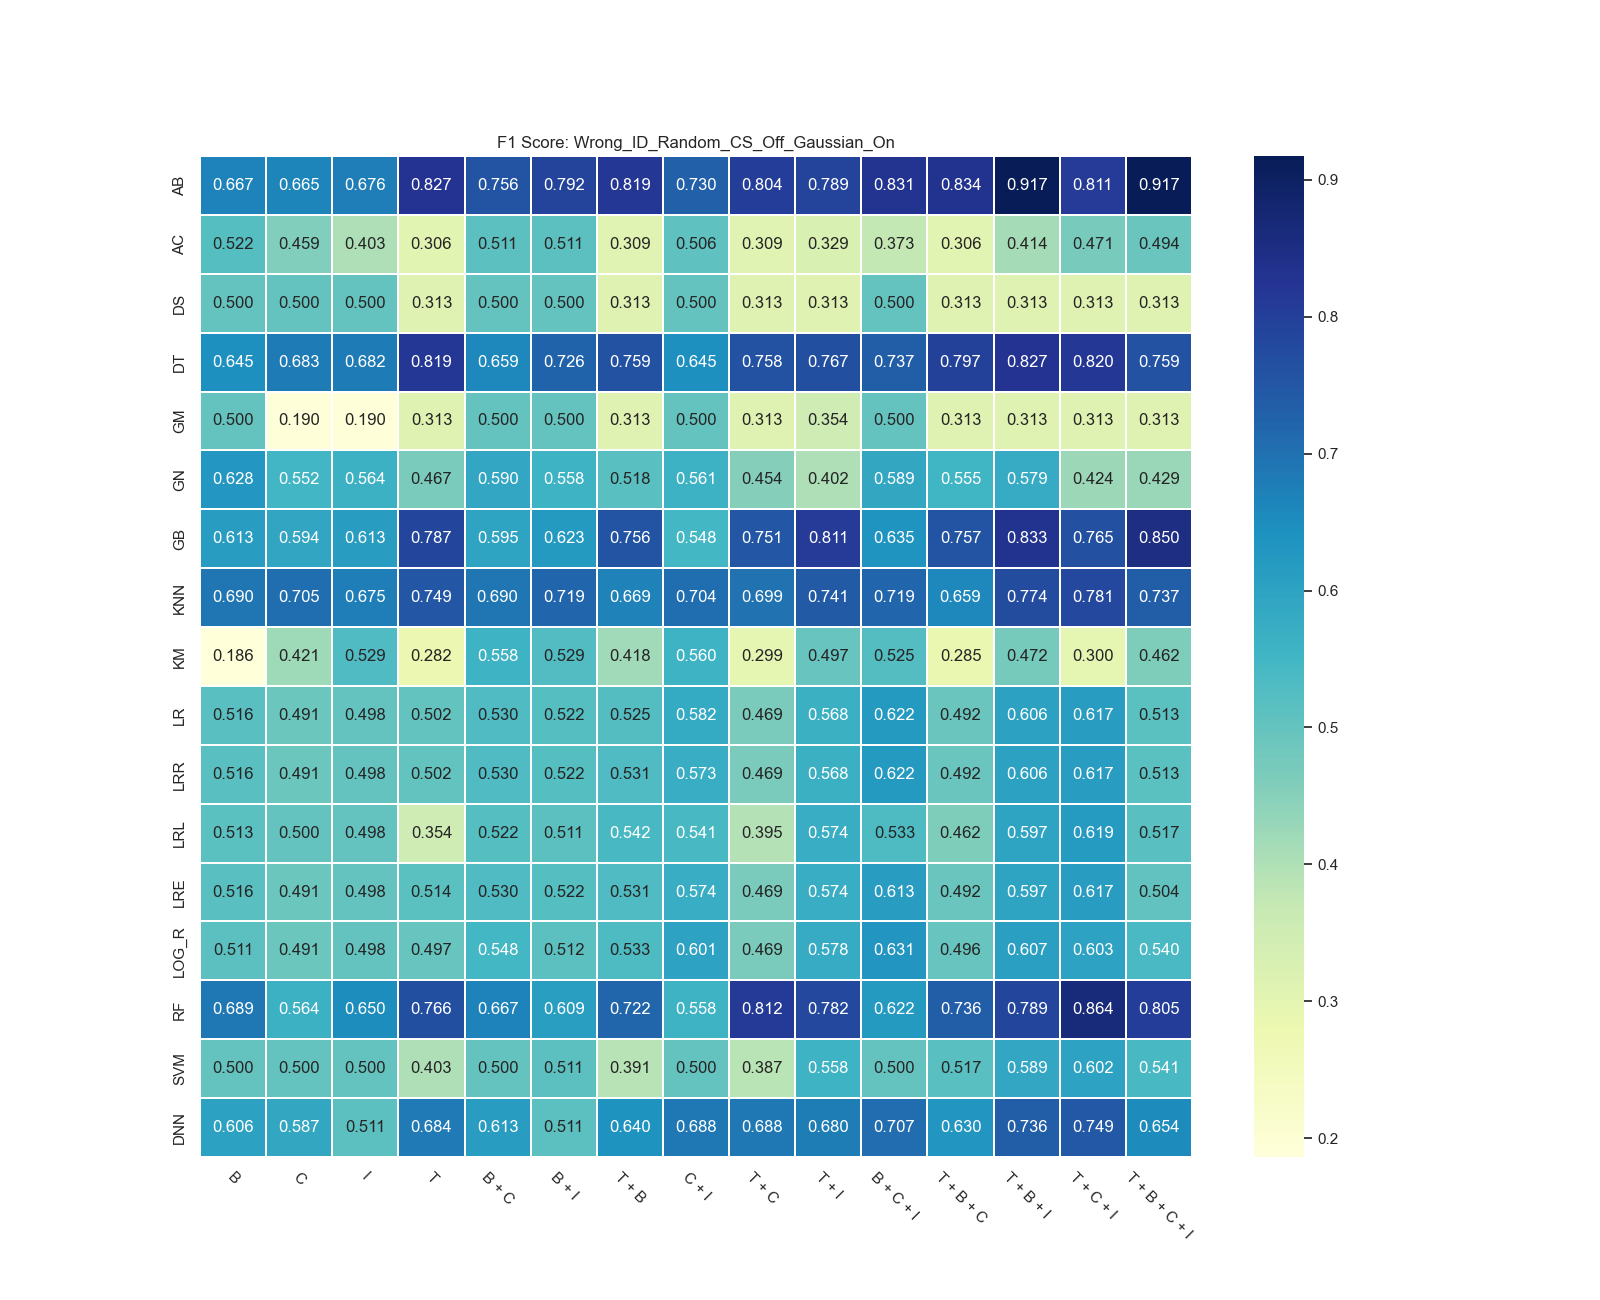 F1 Score: Wrong_ID_Random_CS_Off_Gaussian_On
AB 0.667 0.665 0.676 0.827 0.756 0.792 0.819 0.730 0.804 0.789 0.831 0.834 0.917 0.811 0.917
AC 0.522 0.459 0.403 0.306 0.511 0.511 0.309 0.506 0.309 0.329 0.373 0.306 0.414 0.471 0.494
DS 0.500 0.500 0.500 0.313 0.500 0.500 0.313 0.500 0.313 0.313 0.500 0.313 0.313 0.313 0.313
DT 0.645 0.683 0.682 0.819 0.659 0.726 0.759 0.645 0.758 0.767 0.737 0.797 0.827 0.820 0.759
GM 0.500 0.190 0.190 0.313 0.500 0.500 0.313 0.500 0.313 0.354 0.500 0.313 0.313 0.313 0.313
GN 0.628 0.552 0.564 0.467 0.590 0.558 0.518 0.561 0.454 0.402 0.589 0.555 0.579 0.424 0.429
GB 0.613 0.594 0.613 0.787 0.595 0.623 0.756 0.548 0.751 0.811 0.635 0.757 0.833 0.765 0.850
KNN 0.690 0.705 0.675 0.749 0.690 0.719 0.669 0.704 0.699 0.741 0.719 0.659 0.774 0.781 0.737
KM 0.186 0.421 0.529 0.282 0.558 0.529 0.418 0.560 0.299 0.497 0.525 0.285 0.472 0.300 0.462
LR 0.516 0.491 0.498 0.502 0.530 0.522 0.525 0.582 0.469 0.568 0.622 0.492 0.606 0.617 0.513
LRR 0.516 0.491 0.498 0.502 0.530 0.522 0.531 0.573 0.469 0.568 0.622 0.492 0.606 0.617 0.513
LRL 0.513 0.500 0.498 0.354 0.522 0.511 0.542 0.541 0.395 0.574 0.533 0.462 0.597 0.619 0.517
LRE 0.516 0.491 0.498 0.514 0.530 0.522 0.531 0.574 0.469 0.574 0.613 0.492 0.597 0.617 0.504
LOG_R 0.511 0.491 0.498 0.497 0.548 0.512 0.533 0.601 0.469 0.578 0.631 0.496 0.607 0.603 0.540
RF 0.689 0.564 0.650 0.766 0.667 0.609 0.722 0.558 0.812 0.782 0.622 0.736 0.789 0.864 0.805
SVM 0.500 0.500 0.500 0.403 0.500 0.511 0.391 0.500 0.387 0.558 0.500 0.517 0.589 0.602 0.541
DNN 0.606 0.587 0.511 0.684 0.613 0.511 0.640 0.688 0.688 0.680 0.707 0.630 0.736 0.749 0.654
B C I T B + C B + I T + B C + I T + C T + I B + C + I T + B + C T + B + I T + C + I T + B + C + I
0.9
0.8
0.7
0.6
0.5
0.4
0.3
0.2